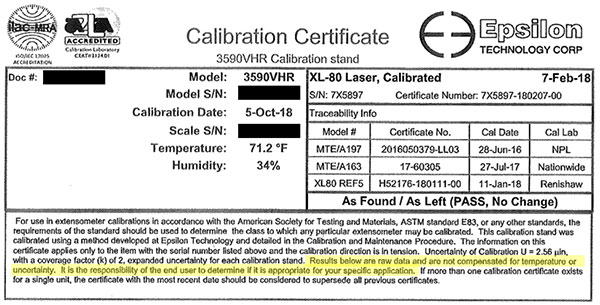 ilac-MRA
ISO/IEC 17025
ACCREDITATION
A2LA
ACCREDITED
Calibration Laboratory
Calibration Certificate
3590VHR Calibration stand
Epsilon
TECHNOLOGY CORP
Doc #:
Model: 3590VHR
Model S/N:
Calibration Date: 5-Oct-18
Scale S/N:
Temperature: 71.2 °F
Humidity: 34%
XL-80 Laser, Calibrated 7-Feb-18
S/N: 7X5897 Certificate Number: 7X5897-180207-00
Traceability Info
Model # Certificate No. Cal Date Cal Lab
MTE/A197 2016050379-LL03 28-Jun-16 NPL
MTE/A163 17-60305 27-Jul-17 Nationwide
XL80 REF5 H52176-180111-00 11-Jan-18 Renishaw
As Found / As Left (PASS, No Change)
For use in extensometer calibrations in accordance with the American Society for Testing and Materials, ASTM standard E83, or any other standards, the
requirements of the standard should be used to determine the class to which any particular extensometer may be calibrated. This calibration stand was
calibrated using a method developed at Epsilon Technology and detailed in the Calibration and Maintenance Procedure. The information on this
certificate applies only to the item with the serial number listed above and the calibration direction is in tension. Uncertainty of Calibration U = 2.56 µin,
with a coverage factor (k) of 2, expanded uncertainty for each calibration stand. Results below are raw data and are not compensated for temperature or
uncertainty. It is the responsibility of the end user to determine if it is appropriate for your specific application. If more than one calibration certificate exists
for a single unit, the certificate with the most recent date should be considered to supersede all previous certificates.